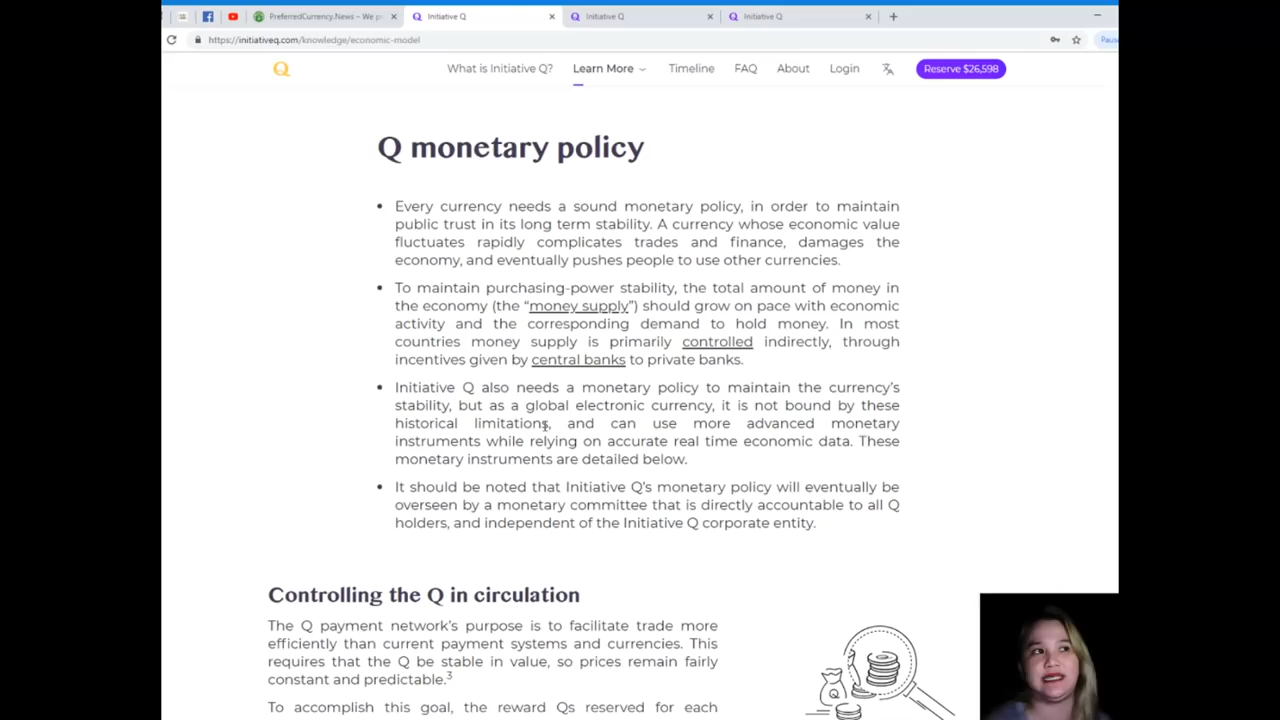 PreferredCurrency.News – We pr
Initiative Q
Initiative Q
Initiative Q
https://initiativeq.com/knowledge/economic-model
Paus
Q
What is Initiative Q?
Learn More
Timeline
FAQ
About
Login
Reserve $26,598
Q monetary policy
• Every currency needs a sound monetary policy, in order to maintain
public trust in its long term stability. A currency whose economic value
fluctuates rapidly complicates trades and finance, damages the
economy, and eventually pushes people to use other currencies.
• To maintain purchasing-power stability, the total amount of money in
the economy (the “money supply”) should grow on pace with economic
activity and the corresponding demand to hold money. In most
countries money supply is primarily controlled indirectly, through
incentives given by central banks to private banks.
• Initiative Q also needs a monetary policy to maintain the currency’s
stability, but as a global electronic currency, it is not bound by these
historical limitations, and can use more advanced monetary
instruments while relying on accurate real time economic data. These
monetary instruments are detailed below.
• It should be noted that Initiative Q’s monetary policy will eventually be
overseen by a monetary committee that is directly accountable to all Q
holders, and independent of the Initiative Q corporate entity.
Controlling the Q in circulation
The Q payment network’s purpose is to facilitate trade more
efficiently than current payment systems and currencies. This
requires that the Q be stable in value, so prices remain fairly
constant and predictable.3
To accomplish this goal, the reward Qs reserved for each
Q